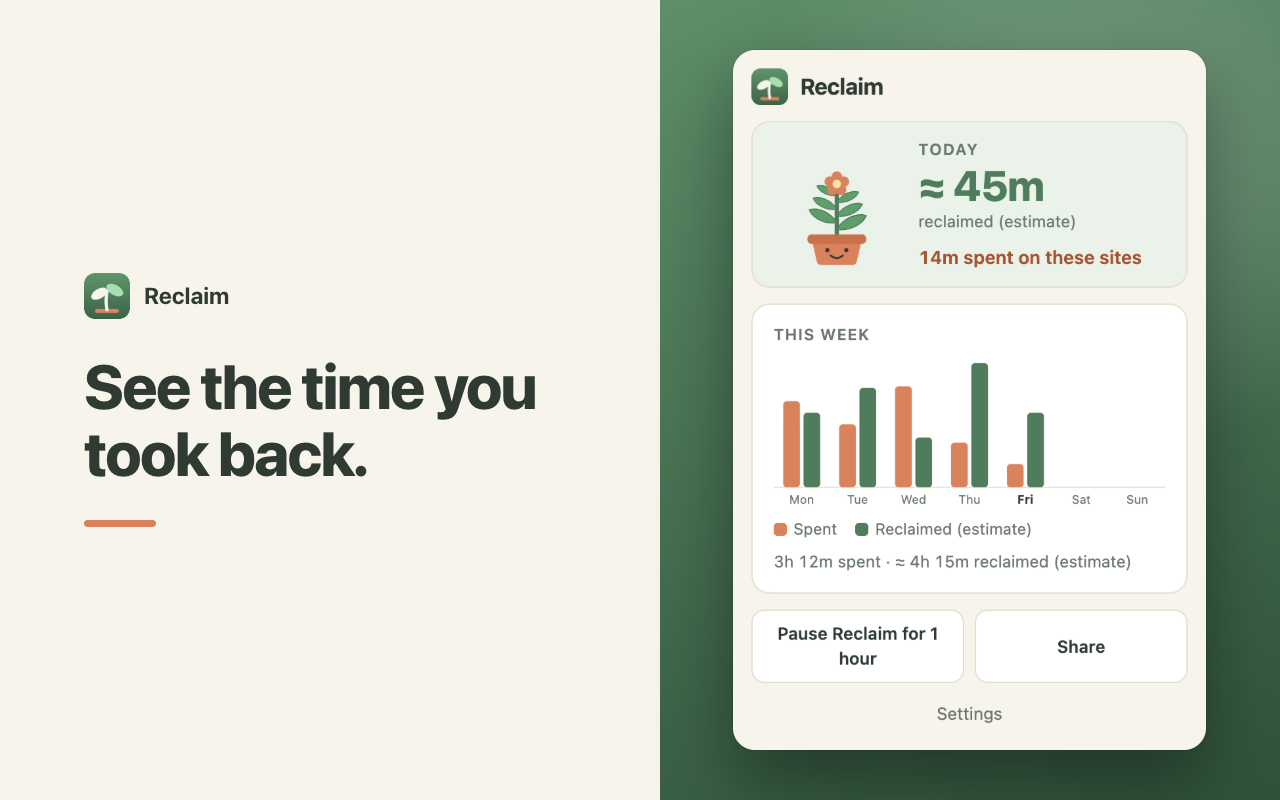 Reclaim
See the time you
took back.
Reclaim
TODAY
≈ 45m
reclaimed (estimate)
14m spent on these sites
THIS WEEK
Mon Tue Wed Thu Fri Sat Sun
Spent Reclaimed (estimate)
3h 12m spent · ≈ 4h 15m reclaimed (estimate)
Pause Reclaim for 1
hour
Share
Settings